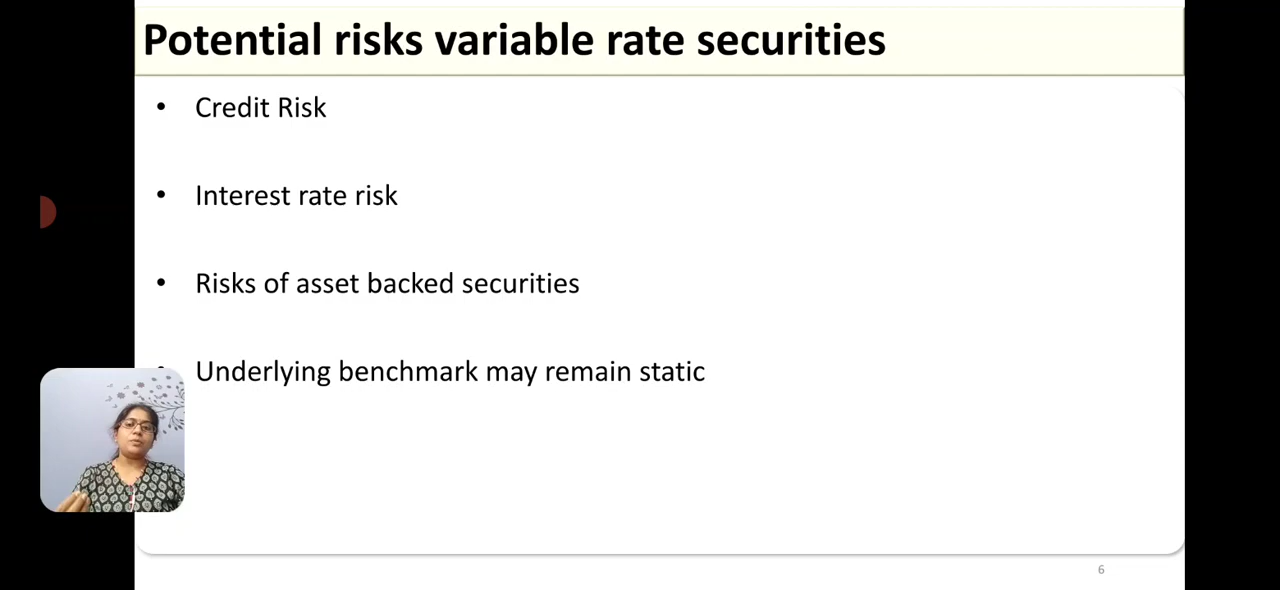 Potential risks variable rate securities
• Credit Risk
• Interest rate risk
• Risks of asset backed securities
• Underlying benchmark may remain static
6